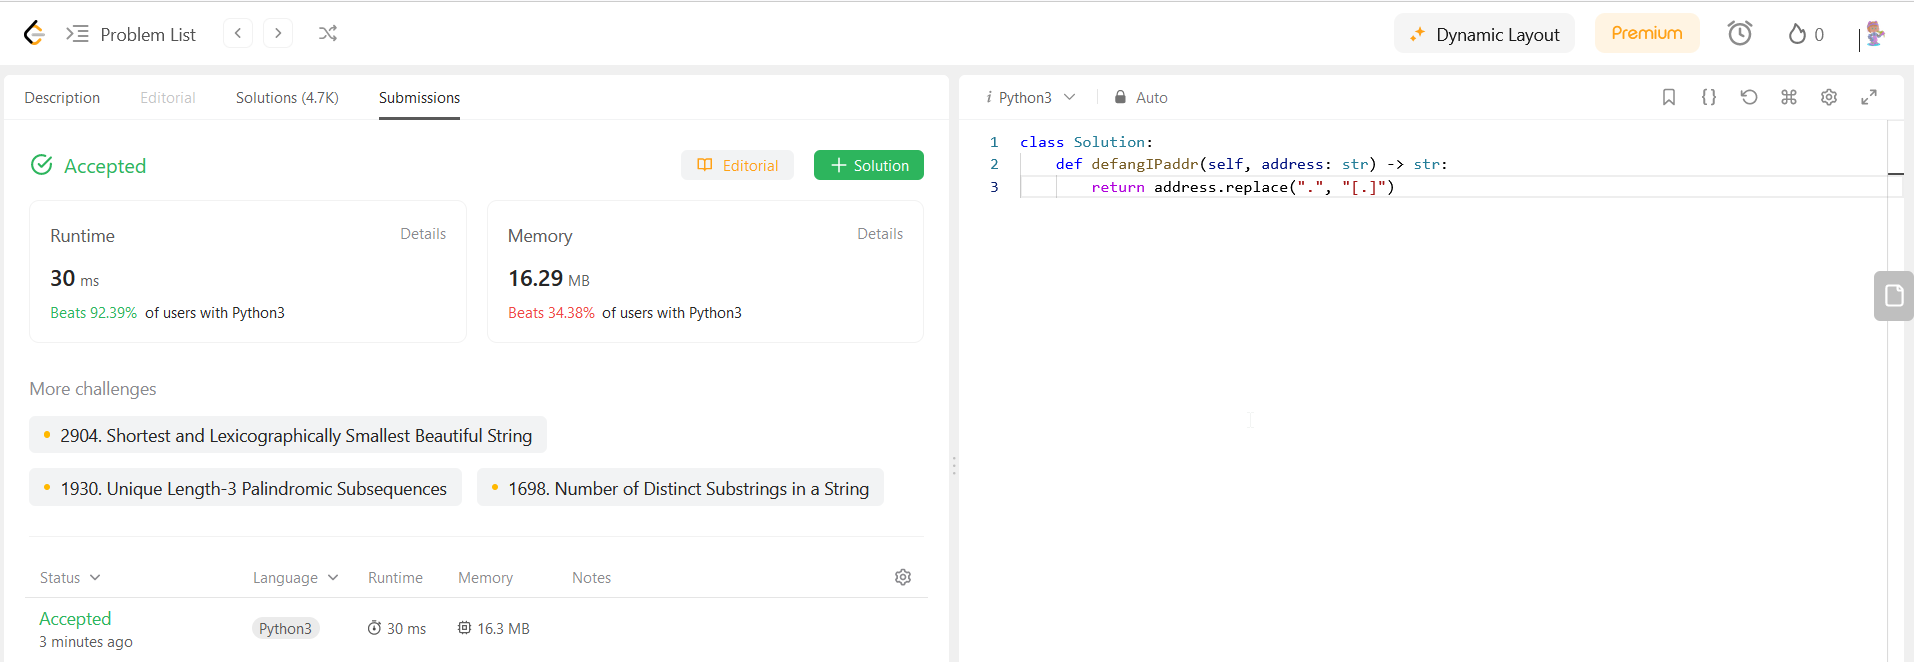 Problem List
Dynamic Layout
Premium
0
Description
Editorial
Solutions (4.7K)
Submissions
Accepted
Editorial
Solution
Runtime
Details
30 ms
Beats 92.39% of users with Python3
Memory
Details
16.29 MB
Beats 34.38% of users with Python3
More challenges
2904. Shortest and Lexicographically Smallest Beautiful String
1930. Unique Length-3 Palindromic Subsequences
1698. Number of Distinct Substrings in a String
Status
Language
Runtime
Memory
Notes
Accepted
3 minutes ago
Python3
30 ms
16.3 MB
i Python3
Auto
1 class Solution:
2 def defangIPaddr(self, address: str) -> str:
3 return address.replace(".", "[.]")